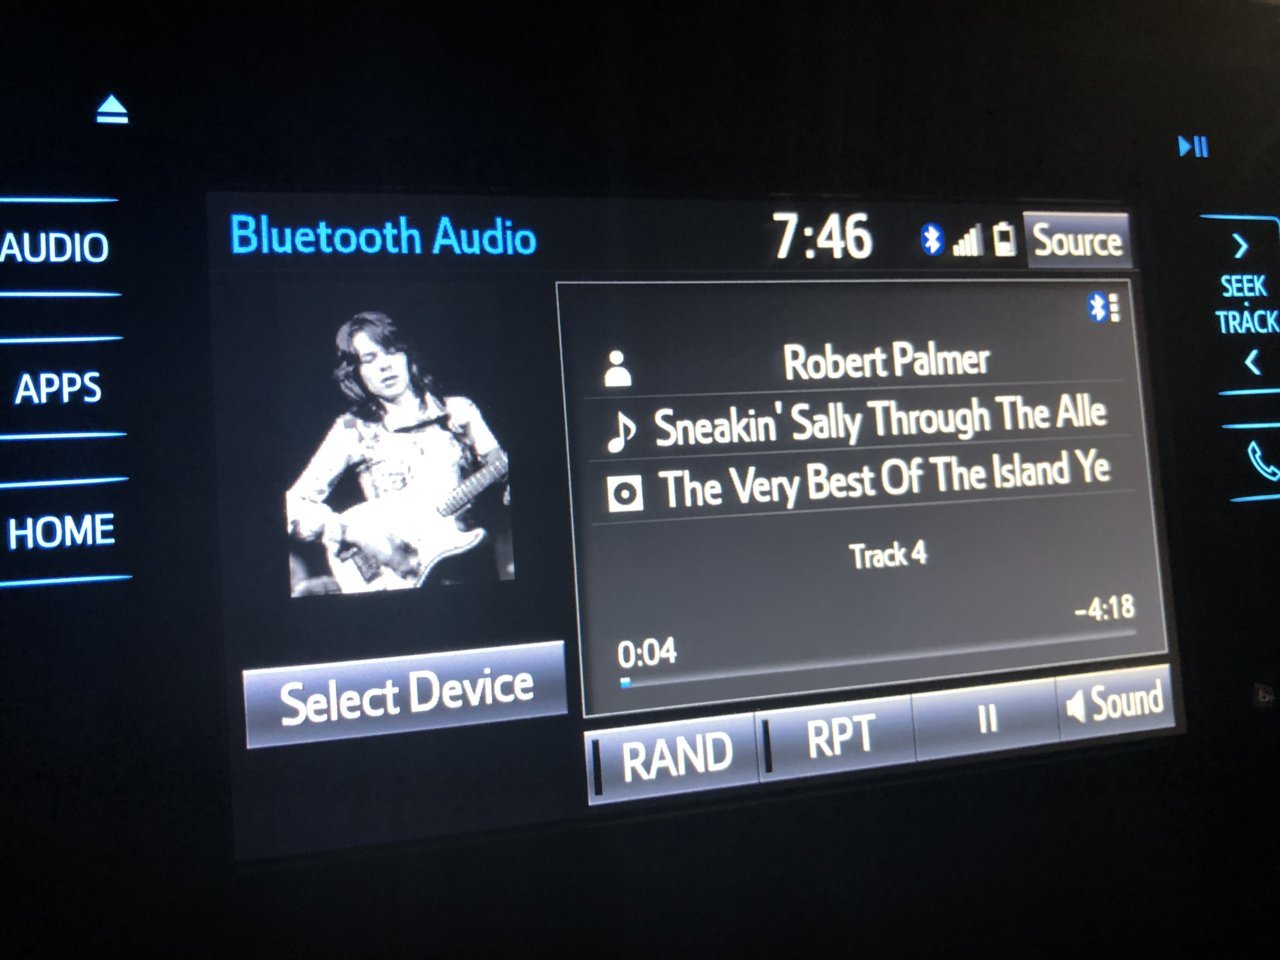 Bluetooth Audio
7:46
Source
AUDIO
APPS
HOME
SEEK
TRACK
Robert Palmer
Sneakin' Sally Through The Alle
The Very Best Of The Island Ye
Track 4
0:04
-4:18
Select Device
RAND
RPT
Sound